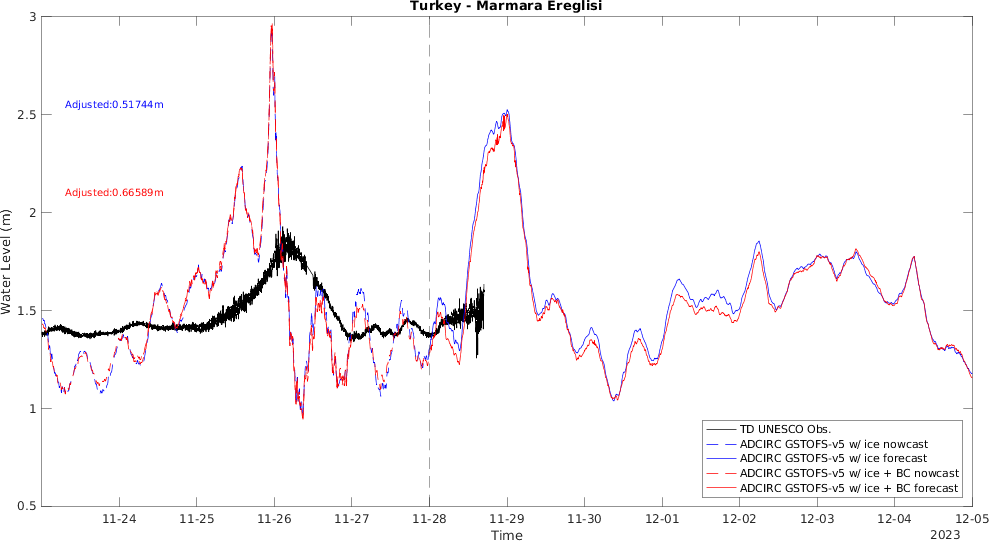 Turkey - Marmara Ereglisi
Water Level (m)
3
2.5
2
1.5
1
0.5
Adjusted:0.51744m
Adjusted:0.66589m
TD UNESCO Obs.
ADCIRC GSTOFS-v5 w/ ice nowcast
ADCIRC GSTOFS-v5 w/ ice forecast
ADCIRC GSTOFS-v5 w/ ice + BC nowcast
ADCIRC GSTOFS-v5 w/ ice + BC forecast
11-24 11-25 11-26 11-27 11-28 11-29 11-30 12-01 12-02 12-03 12-04 12-05
Time
2023